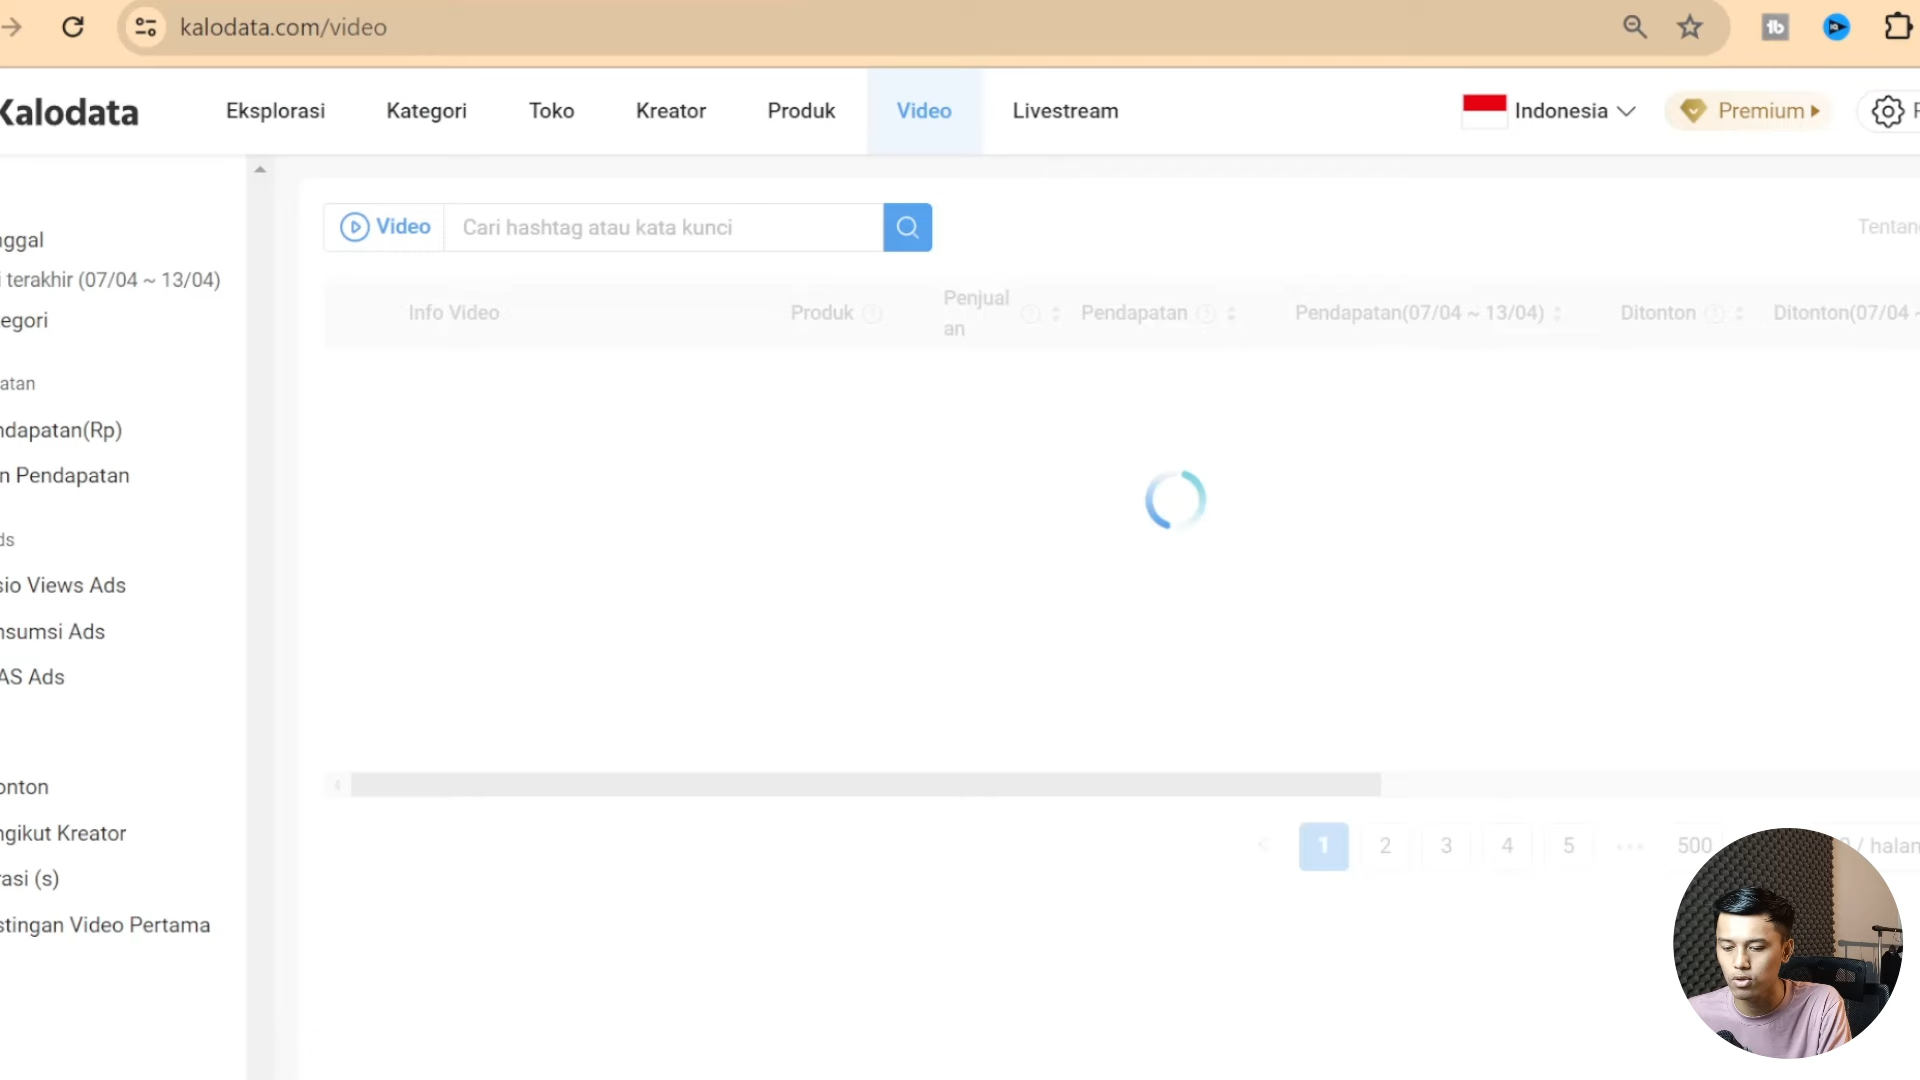 kalodata.com/video
Kalodata
Eksplorasi
Kategori
Toko
Kreator
Produk
Video
Livestream
Indonesia
Premium
Video
Cari hashtag atau kata kunci
Tentan
nggal
i terakhir (07/04 ~ 13/04)
egori
atan
ndapatan(Rp)
n Pendapatan
ds
sio Views Ads
nsumsi Ads
AS Ads
onton
ngikut Kreator
rasi (s)
stingan Video Pertama
Info Video
Produk
Penjual
an
Pendapatan
Pendapatan(07/04 ~ 13/04)
Ditonton
Ditonton(07/04 ~
1
2
3
4
5
•••
500
0 / halan